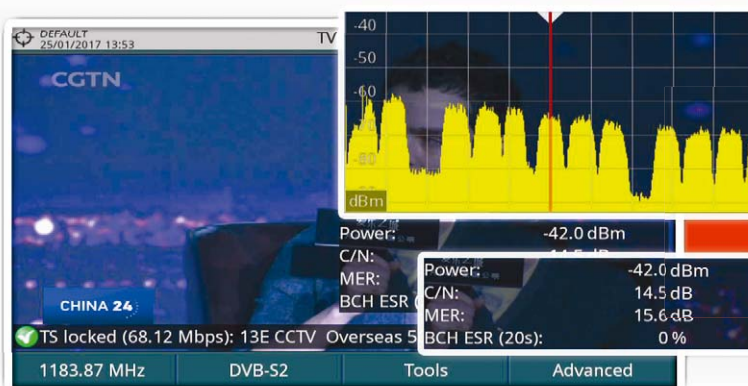 DEFAULT
25/01/2017 13:53
TV
CGTN
-40
-50
-60
-80
dBm
Power: -42.0 dBm
C/N:
MER:
BCH ESR
Power: -42.0 dBm
C/N: 14.5 dB
MER: 15.6 dB
BCH ESR (20s): 0 %
CHINA 24
TS locked (68.12 Mbps): 13E CCTV Overseas 5
1183.87 MHz DVB-S2 Tools Advanced